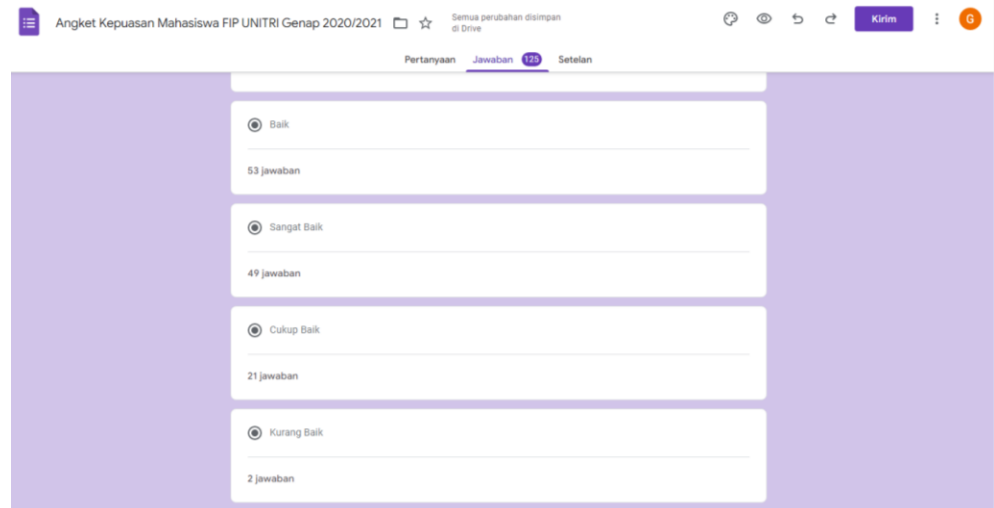 Angket Kepuasan Mahasiswa FIP UNITRI Genap 2020/2021
Semua perubahan disimpan
di Drive
Kirim
G
Pertanyaan Jawaban 125 Setelan
Baik
53 jawaban
Sangat Baik
49 jawaban
Cukup Baik
21 jawaban
Kurang Baik
2 jawaban